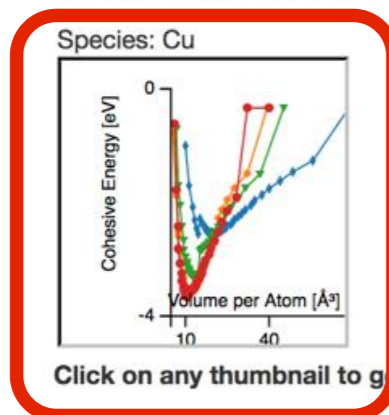 Species: Cu
0
Cohesive Energy [eV]
Volume per Atom [Å³]
-4
10
40
Click on any thumbnail to g